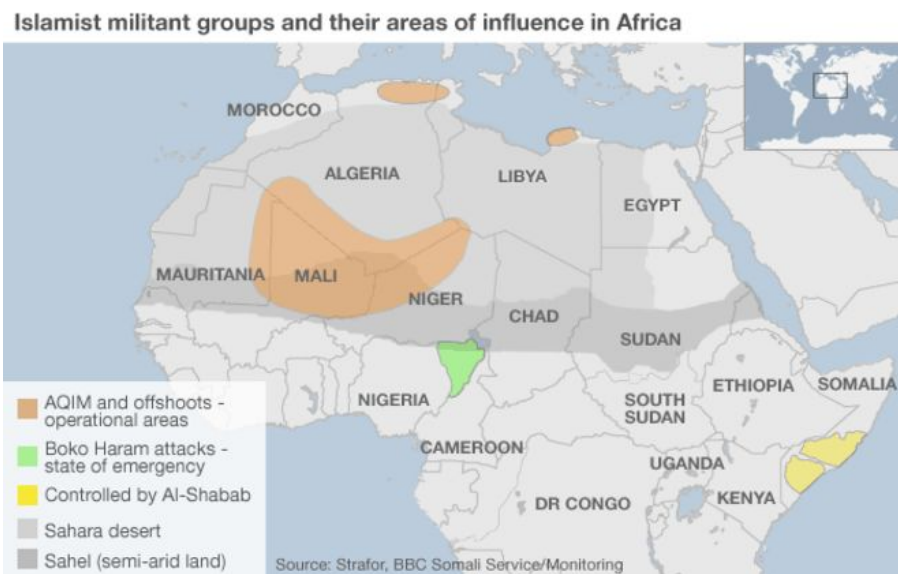 Islamist militant groups and their areas of influence in Africa
MOROCCO
ALGERIA
LIBYA
EGYPT
MAURITANIA
MALI
NIGER
CHAD
SUDAN
NIGERIA
CAMEROON
SOUTH
SUDAN
ETHIOPIA
SOMALIA
UGANDA
DR CONGO
KENYA
AQIM and offshoots -
operational areas
Boko Haram attacks -
state of emergency
Controlled by Al-Shabab
Sahara desert
Sahel (semi-arid land)
Source: Strafor, BBC Somali Service/Monitoring